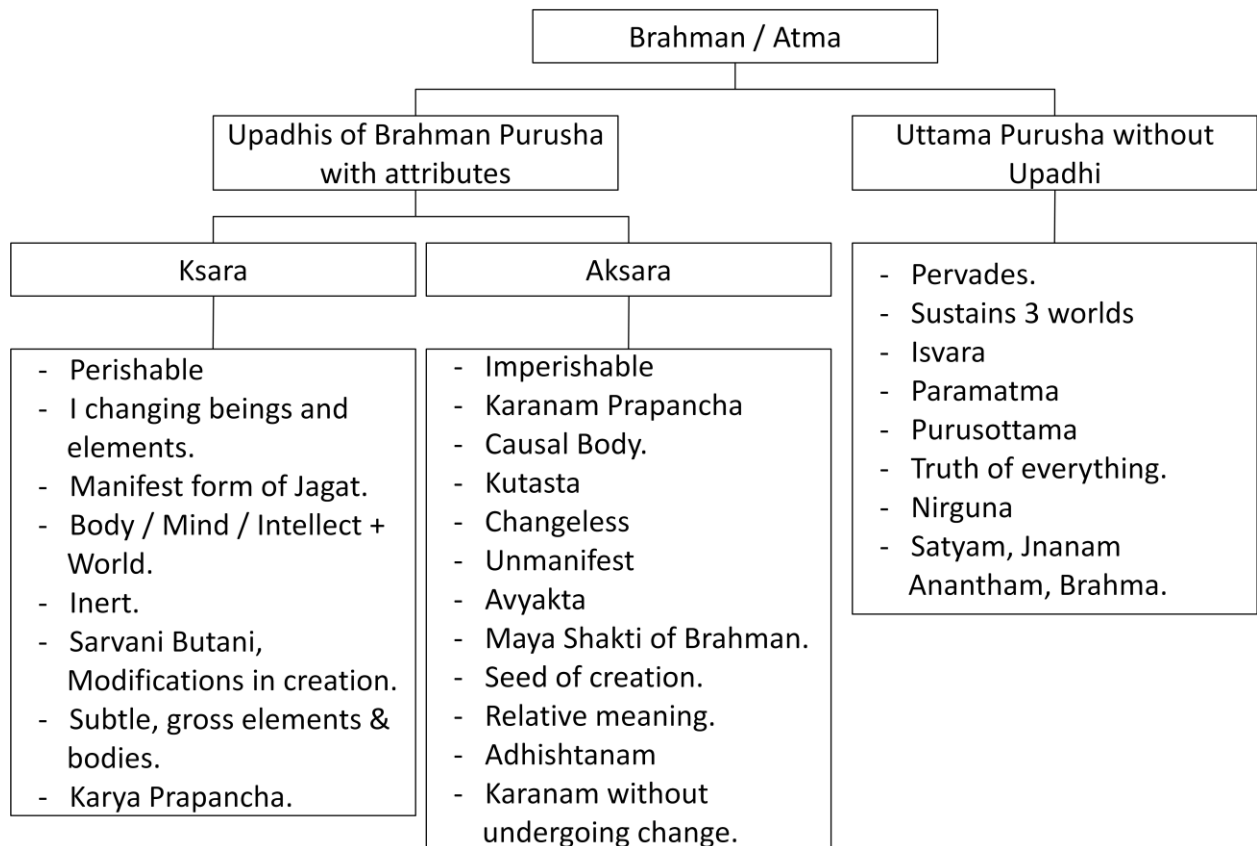 Brahman / Atma
Upadhis of Brahman Purusha
with attributes
Uttama Purusha without
Upadhi
Ksara
Aksara
- Perishable
- I changing beings and
elements.
- Manifest form of Jagat.
- Body / Mind / Intellect +
World.
- Inert.
- Sarvani Butani,
Modifications in creation.
- Subtle, gross elements &
bodies.
- Karya Prapancha.
- Imperishable
- Karanam Prapancha
- Causal Body.
- Kutasta
- Changeless
- Unmanifest
- Avyakta
- Maya Shakti of Brahman.
- Seed of creation.
- Relative meaning.
- Adhishtanam
- Karanam without
undergoing change.
- Pervades.
- Sustains 3 worlds
- Isvara
- Paramatma
- Purusottama
- Truth of everything.
- Nirguna
- Satyam, Jnanam
Anantham, Brahma.